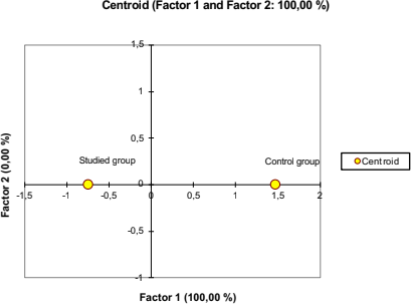 Centroid (Factor 1 and Factor 2: 100,00 %)
1,5
1
0,5
Studied group
Control group
Centroid
0
-1,5
-1
-0,5
0
0,5
1
1,5
2
-0,5
-1
Factor 2 (0,00 %)
Factor 1 (100,00 %)